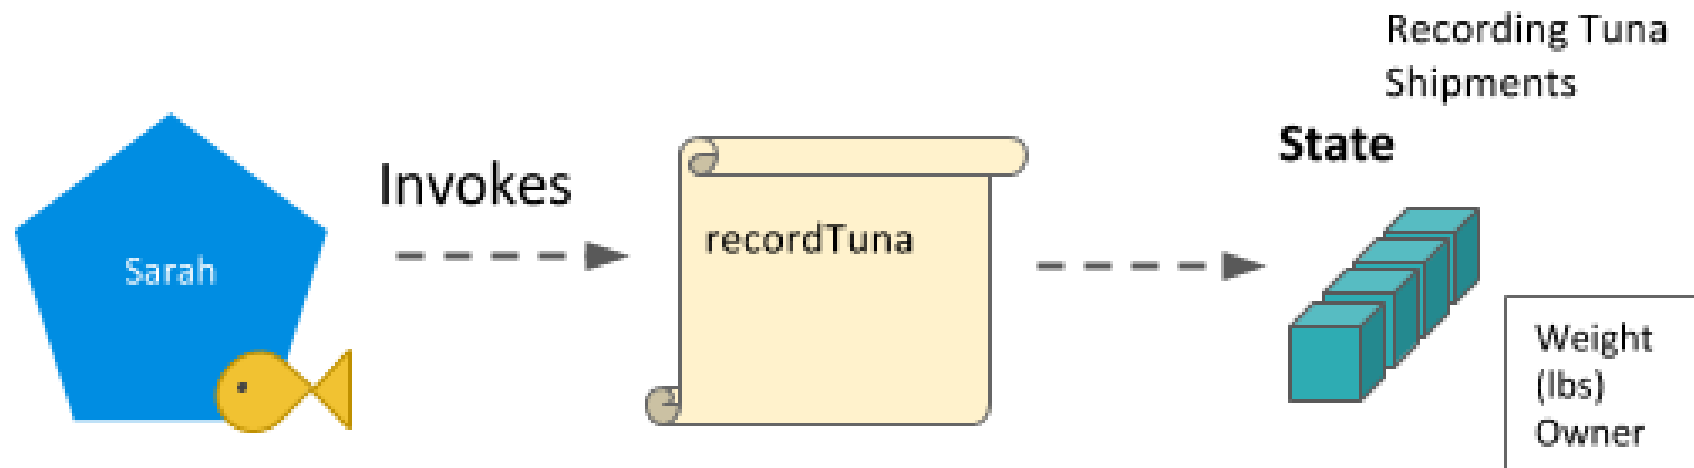 Recording Tuna
Shipments
State
Invokes
recordTuna
Sarah
Weight
(lbs)
Owner